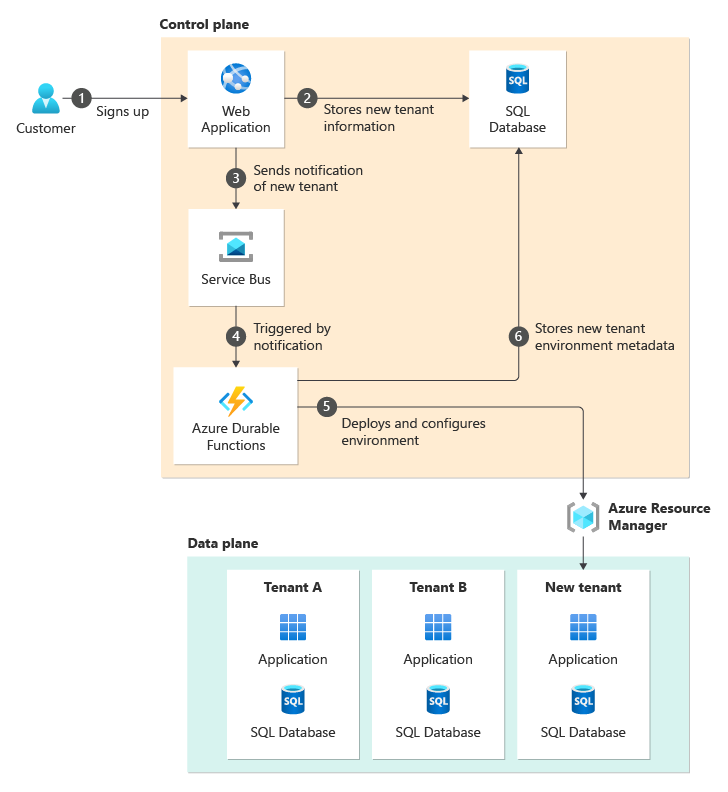 Control plane
Customer
1
Signs up
Web
Application
2
Stores new tenant
information
SQL
SQL
Database
3
Sends notification
of new tenant
Service Bus
4
Triggered by
notification
6
Stores new tenant
environment metadata
Azure Durable
Functions
5
Deploys and configures
environment
Azure Resource
Manager
Data plane
Tenant A
Application
SQL
SQL Database
Tenant B
Application
SQL
SQL Database
New tenant
Application
SQL
SQL Database